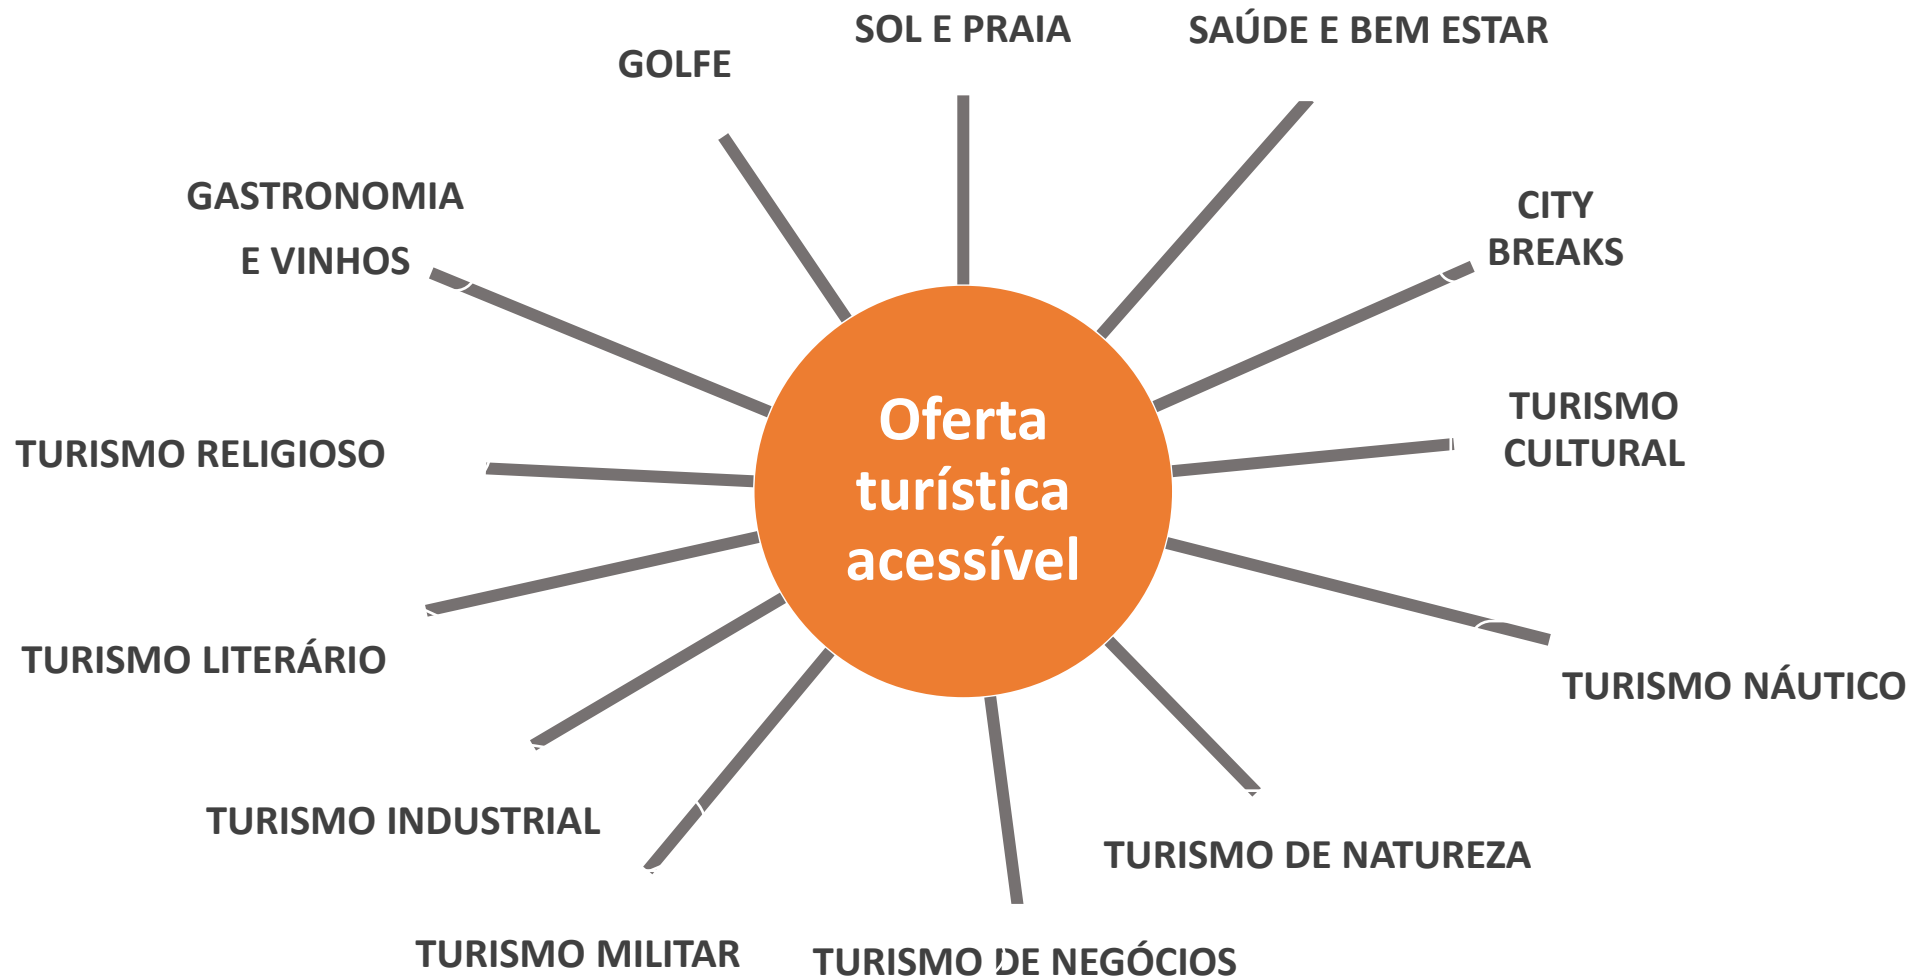 SOL E PRAIA
SAÚDE E BEM ESTAR
GOLFE
GASTRONOMIA
E VINHOS
CITY
BREAKS
TURISMO
CULTURAL
Oferta
turística
acessível
TURISMO RELIGIOSO
TURISMO LITERÁRIO
TURISMO NÁUTICO
TURISMO INDUSTRIAL
TURISMO DE NATUREZA
TURISMO MILITAR
TURISMO DE NEGÓCIOS